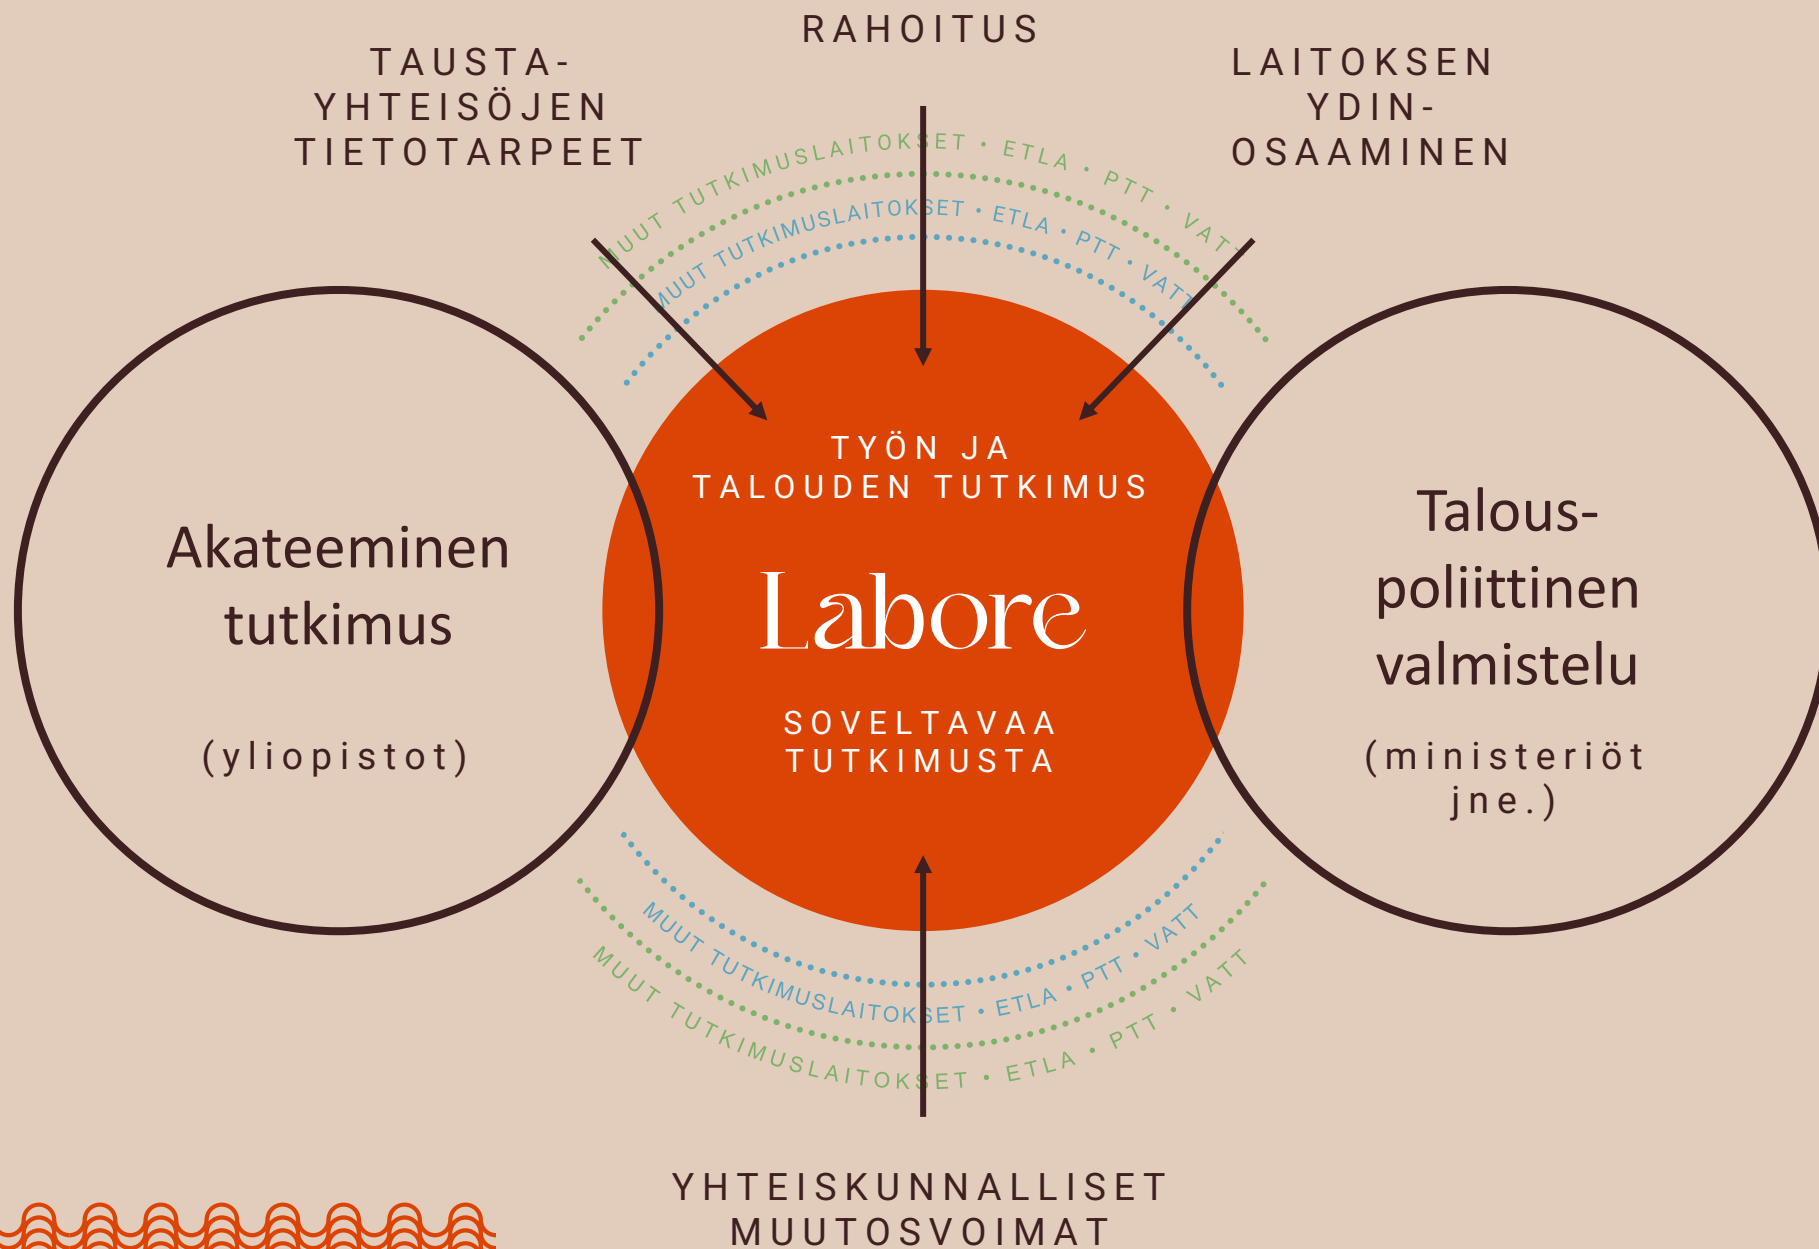 RAHOITUS
TAUSTA-
YHTEISÖJEN
TIETOTARPEET
LAITOKSEN
YDIN-
OSAAMINEN
MUUT TUTKIMUSLAITOKSET • ETLA • PTT • VATT
MUUT TUTKIMUSLAITOKSET • ETLA • PTT • VATT
Akateeminen
tutkimus
(yliopistot)
TYÖN JA
TALOUDEN TUTKIMUS
Labore
SOVELTAVAA
TUTKIMUSTA
Talous-
poliittinen
valmistelu
(ministeriöt
jne.)
MUUT TUTKIMUSLAITOKSET • ETLA • PTT • VATT
MUUT TUTKIMUSLAITOKSET • ETLA • PTT • VATT
YHTEISKUNNALLISET
MUUTOSVOIMAT